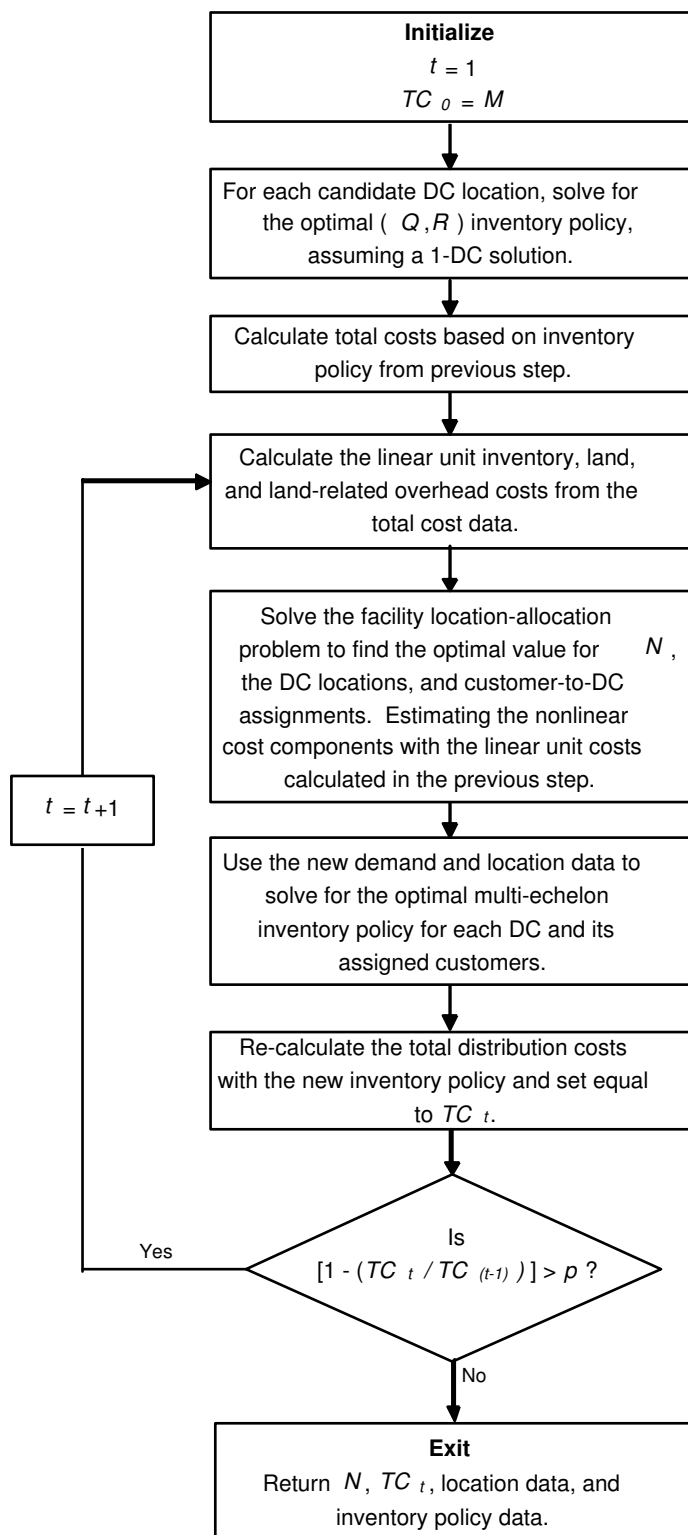 Initialize
t = 1
TC 0 = M
For each candidate DC location, solve for
the optimal ( Q ,R ) inventory policy,
assuming a 1-DC solution.
Calculate total costs based on inventory
policy from previous step.
Calculate the linear unit inventory, land,
and land-related overhead costs from the
total cost data.
Solve the facility location-allocation
problem to find the optimal value for N ,
the DC locations, and customer-to-DC
assignments. Estimating the nonlinear
cost components with the linear unit costs
calculated in the previous step.
t = t+1
Use the new demand and location data to
solve for the optimal multi-echelon
inventory policy for each DC and its
assigned customers.
Re-calculate the total distribution costs
with the new inventory policy and set equal
to TC t.
Is
Yes
[1 - (TC t / TC (t-1) ) ] > p ?
No
Exit
Return N, TC t, location data, and
inventory policy data.